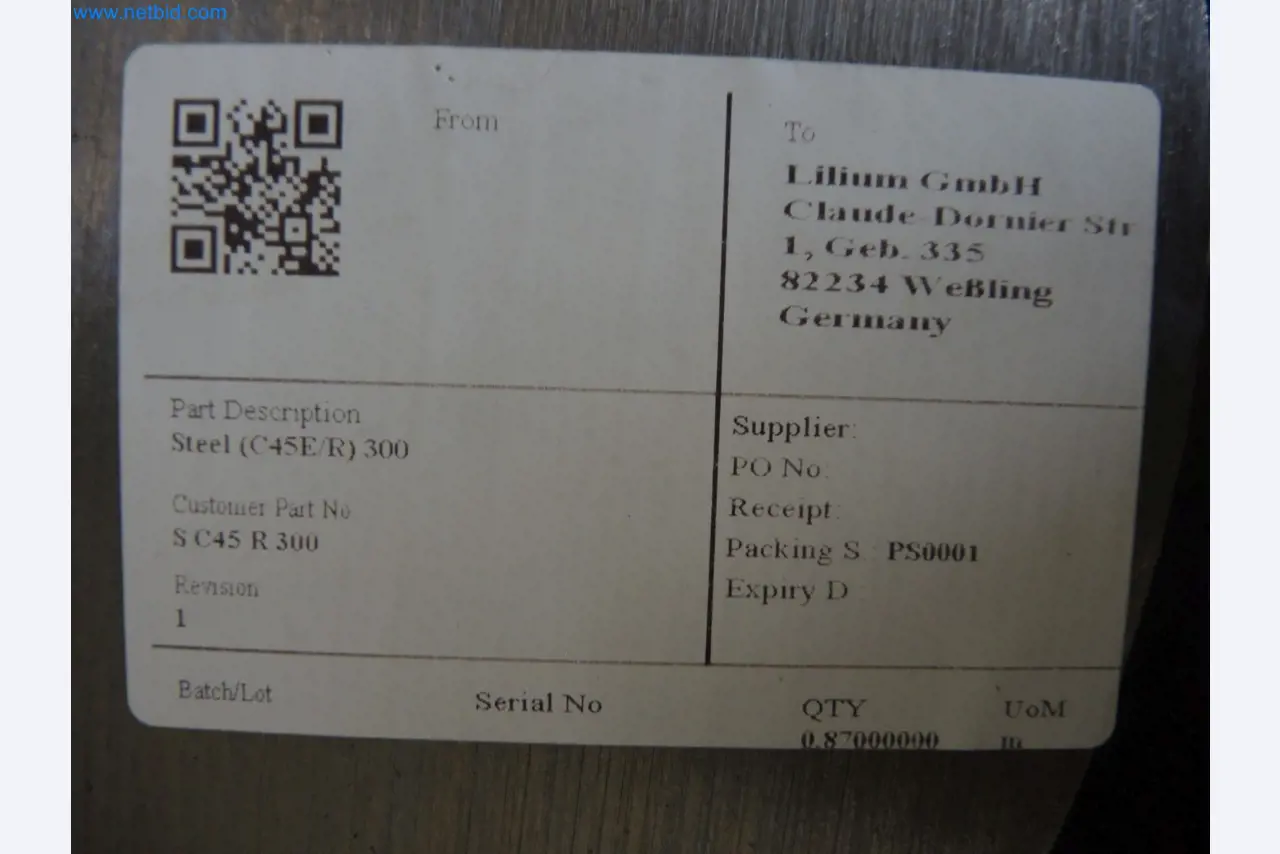 www.netbid.com
From
To
Lilium GmbH
Claude-Dornier Str
1, Geb. 335
82234 Weßling
Germany
Part Description
Steel (C45E/R) 300
Customer Part No
S C45 R 300
Revision
1
Supplier:
PO No:
Receipt:
Packing S : PS0001
Expiry D
Batch/Lot
Serial No
QTY
0.87000000
UoM
m